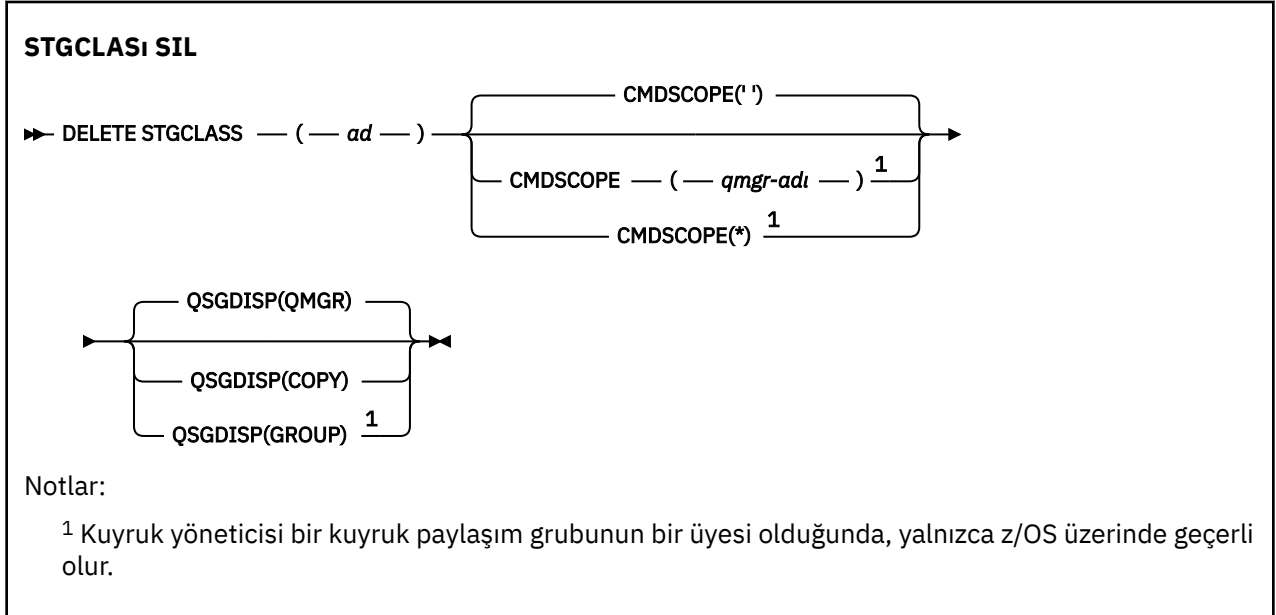 STGCLASı SIL
CMDSCOPE(' ')
DELETE STGCLASS ( ad )
CMDSCOPE ( qmgr-adı ) 1
CMDSCOPE(*) 1
QSGDISP(QMGR)
QSGDISP(COPY)
QSGDISP(GROUP) 1
Notlar:
1 Kuyruk yöneticisi bir kuyruk paylaşım grubunun bir üyesi olduğunda, yalnızca z/OS üzerinde geçerli
olur.